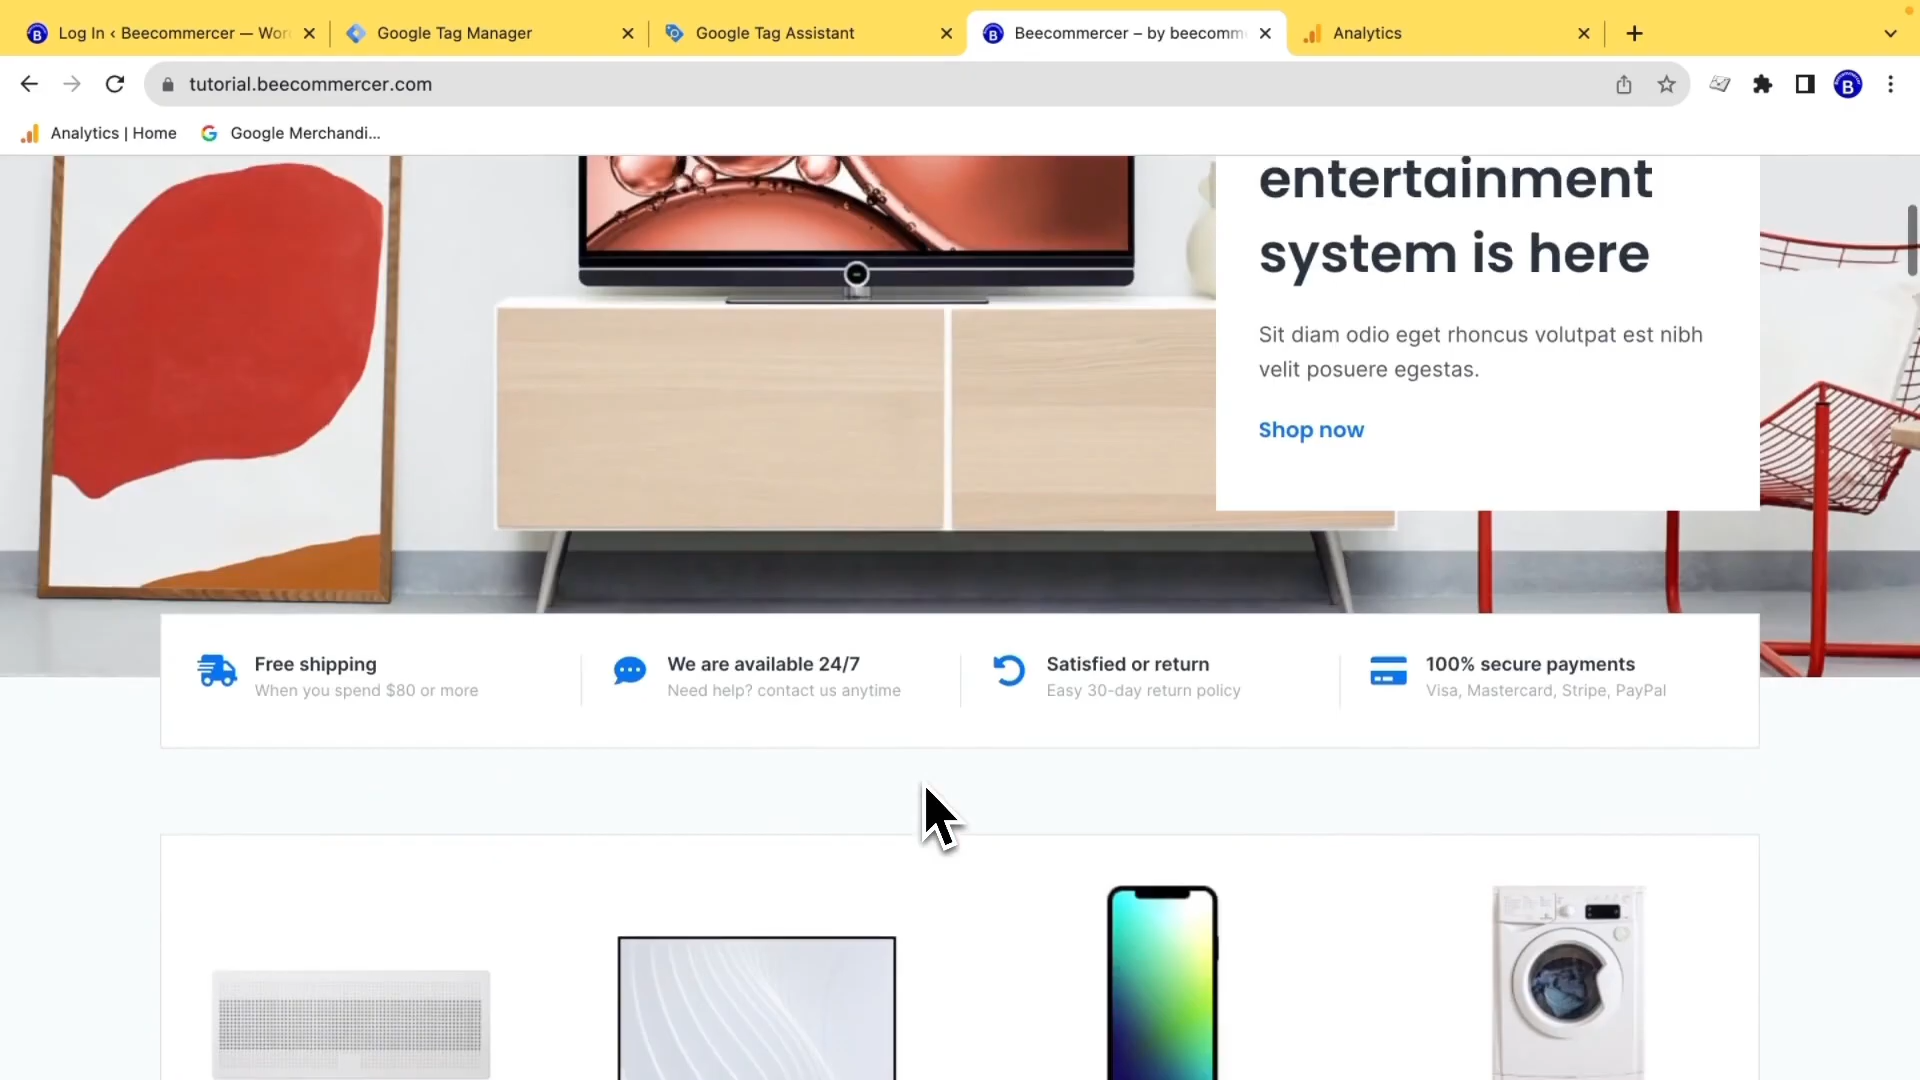 Log In ‹ Beecommercer — Wor
Google Tag Manager
Google Tag Assistant
Beecommercer – by beecomm
Analytics
tutorial.beecommercer.com
Analytics | Home
Google Merchandi...
entertainment
system is here
Sit diam odio eget rhoncus volutpat est nibh
velit posuere egestas.
Shop now
Free shipping
When you spend $80 or more
We are available 24/7
Need help? contact us anytime
Satisfied or return
Easy 30-day return policy
100% secure payments
Visa, Mastercard, Stripe, PayPal